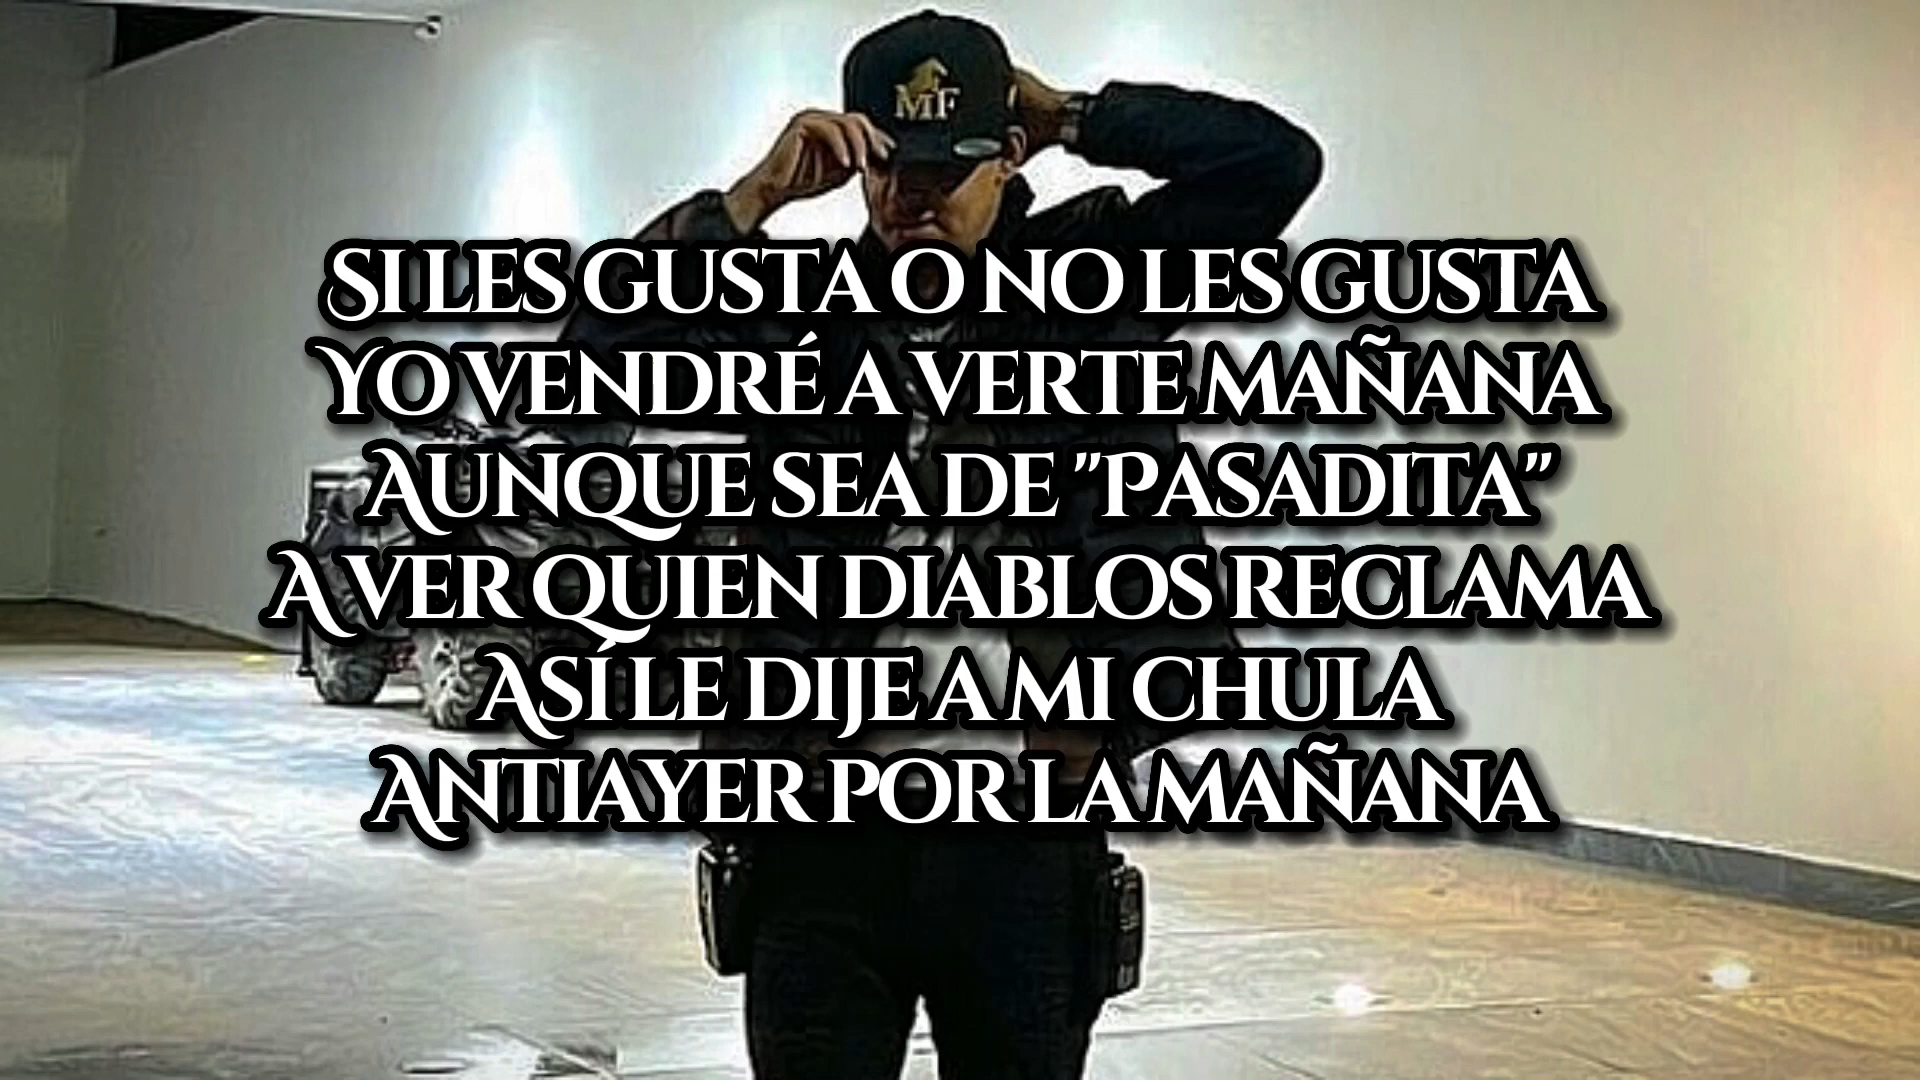 MF
Si les gusta o no les gusta
Yo vendré a verte mañana
Aunque sea de "Pasadita"
A ver quien diablos reclama
Así le dije a mi chula
Antiayer por la mañana